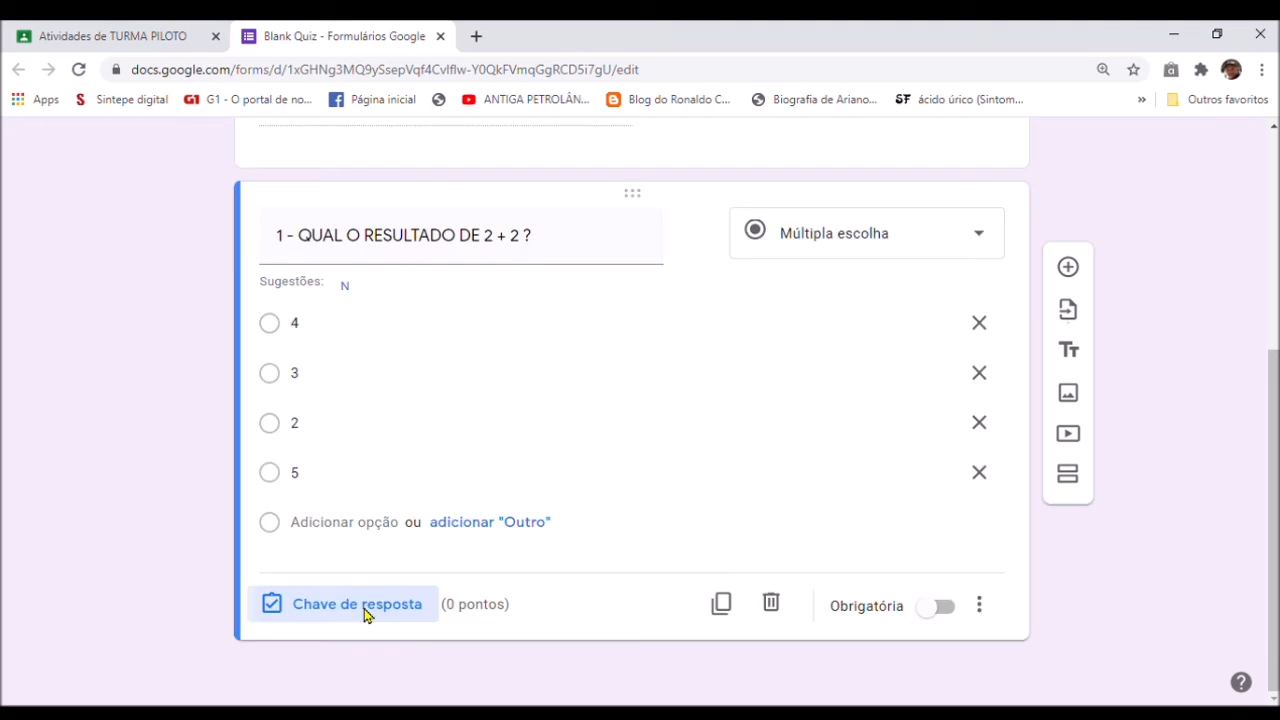 Atividades de TURMA PILOTO
Blank Quiz - Formulários Google
docs.google.com/forms/d/1xGHNg3MQ9ySsepVqf4Cvlflw-Y0QkFVmqGgRCD5i7gU/edit
Apps
S Sintepe digital
G1 G1 - O portal de no...
Página inicial
ANTIGA PETROLÂN...
Blog do Ronaldo C...
Biografia de Ariano...
SF ácido úrico (Sintom...
»
Outros favoritos
1 - QUAL O RESULTADO DE 2 + 2 ?
Múltipla escolha
Sugestões: N
4
3
2
5
Adicionar opção ou adicionar "Outro"
Chave de resposta (0 pontos)
Obrigatória